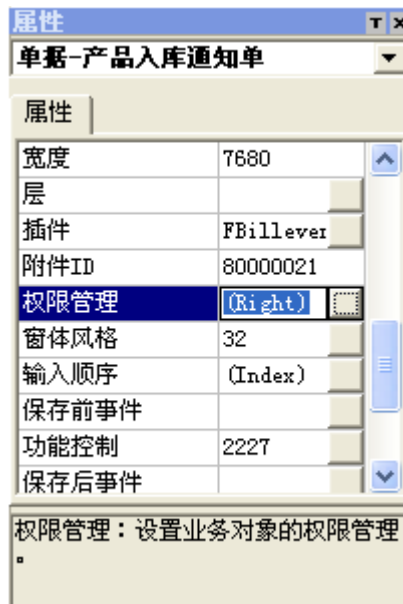 属性
单据-产品入库通知单
属性
宽度 7680
层
插件 FBillever
附件ID 80000021
权限管理 (Right)
窗体风格 32
输入顺序 (Index)
保存前事件
功能控制 2227
保存后事件
权限管理：设置业务对象的权限管理
。